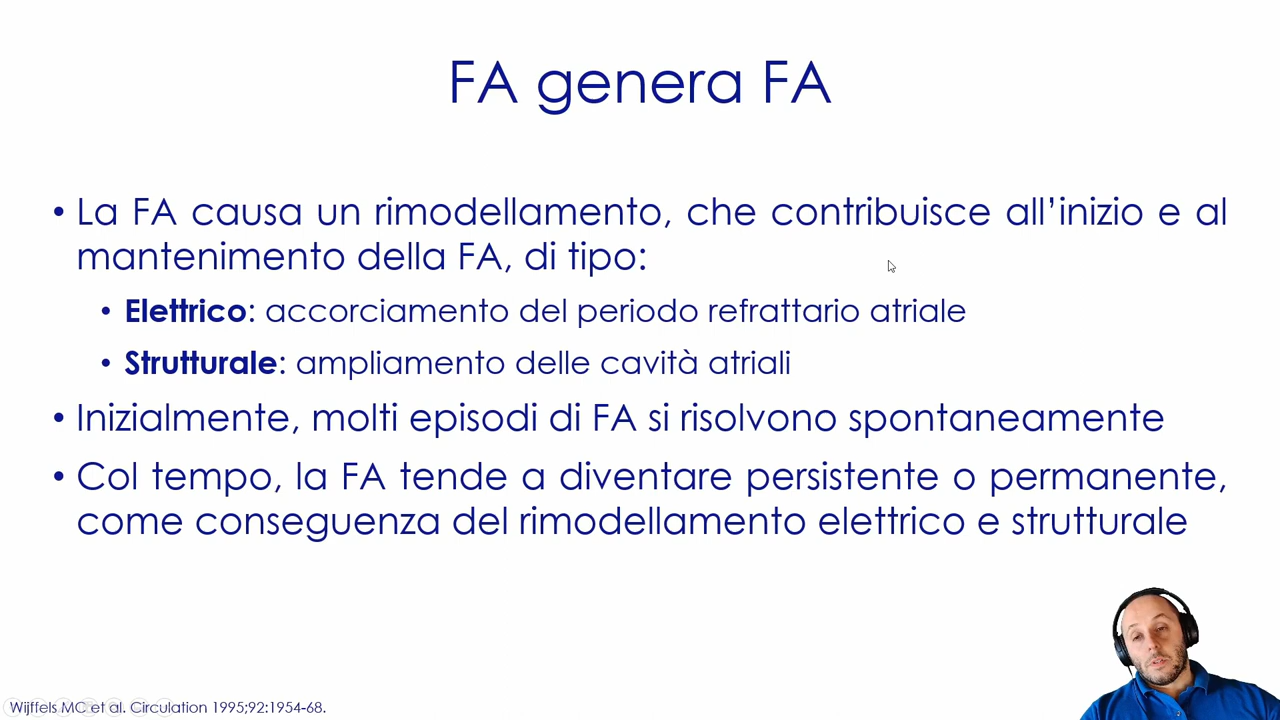 FA genera FA
• La FA causa un rimodellamento, che contribuisce all’inizio e al
mantenimento della FA, di tipo:
• Elettrico: accorciamento del periodo refrattario atriale
• Strutturale: ampliamento delle cavità atriali
• Inizialmente, molti episodi di FA si risolvono spontaneamente
• Col tempo, la FA tende a diventare persistente o permanente,
come conseguenza del rimodellamento elettrico e strutturale
Wijffels MC et al. Circulation 1995;92:1954-68.